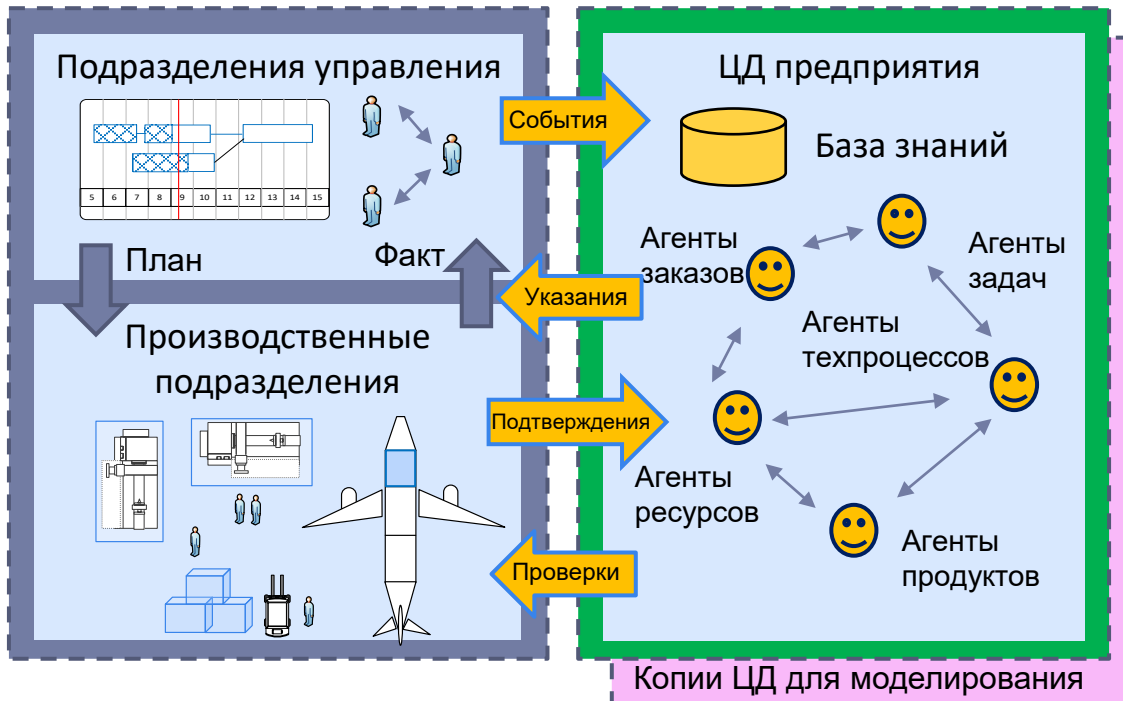 Подразделения управления
5 6 7 8 9 10 11 12 13 14 15
План
Факт
Производственные
подразделения
События
Указания
Подтверждения
Проверки
ЦД предприятия
База знаний
Агенты
заказов
Агенты
задач
Агенты
техпроцессов
Агенты
ресурсов
Агенты
продуктов
Копии ЦД для моделирования